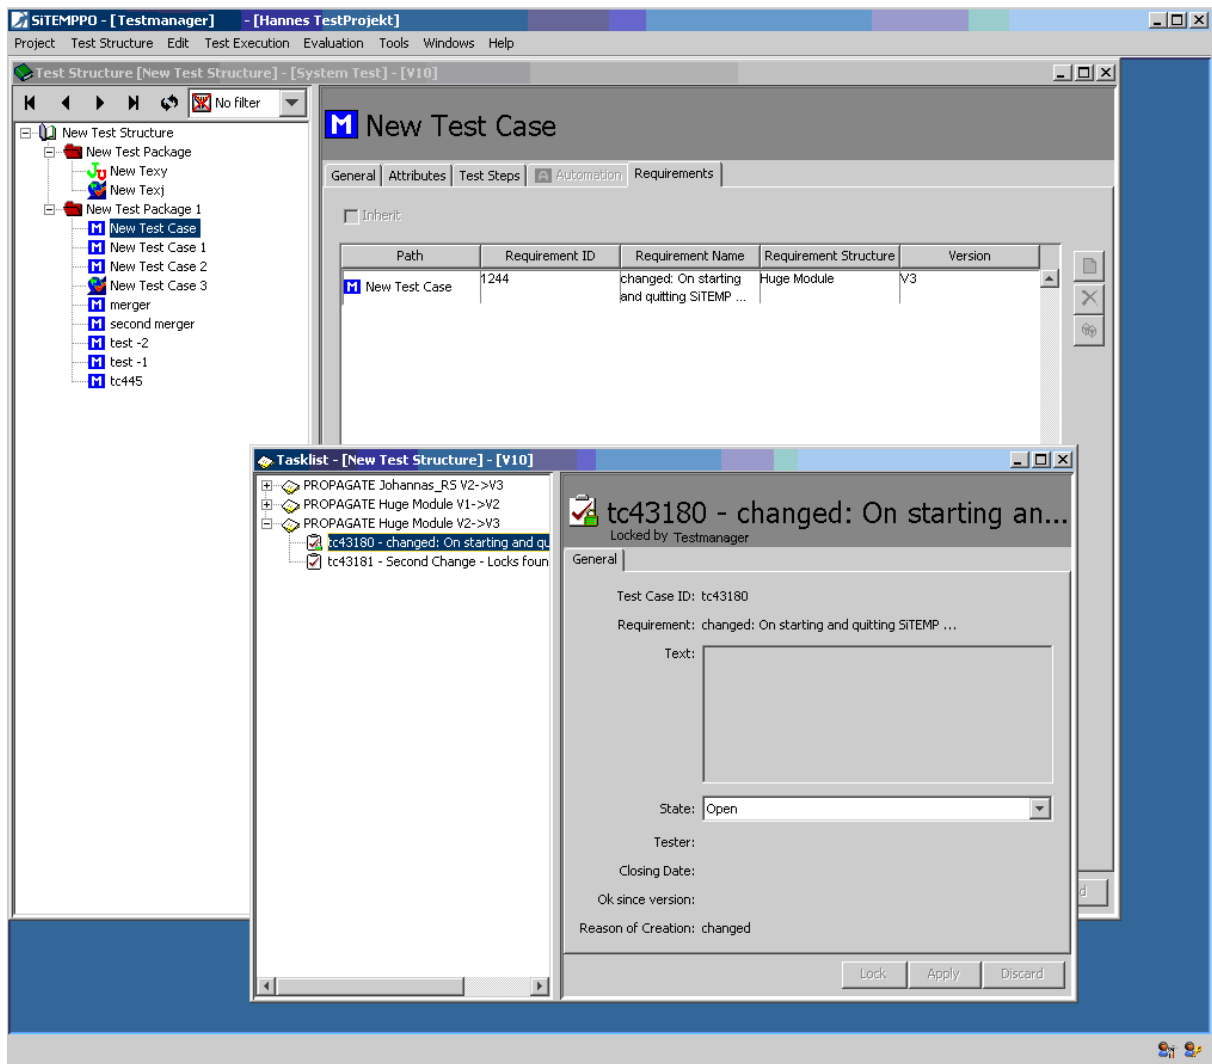 SiTEMPPO - [Testmanager] - [Hannes TestProjekt]
Project Test Structure Edit Test Execution Evaluation Tools Windows Help
Test Structure [New Test Structure] - [System Test] - [V10]
No filter
New Test Structure
New Test Package
New Texy
New Texj
New Test Package 1
New Test Case
New Test Case 1
New Test Case 2
New Test Case 3
merger
second merger
test -2
test -1
tc445
M New Test Case
General Attributes Test Steps A Automation Requirements
Inherit
Path Requirement ID Requirement Name Requirement Structure Version
M New Test Case 1244 changed: On starting Huge Module V3
and quitting SiTEMP ...
Tasklist - [New Test Structure] - [V10]
PROPAGATE Johannas_RS V2->V3
PROPAGATE Huge Module V1->V2
PROPAGATE Huge Module V2->V3
tc43180 - changed: On starting and qu
tc43181 - Second Change - Locks foun
tc43180 - changed: On starting an...
Locked by Testmanager
General
Test Case ID: tc43180
Requirement: changed: On starting and quitting SiTEMP ...
Text:
State: Open
Tester:
Closing Date:
Ok since version:
Reason of Creation: changed
Lock Apply Discard